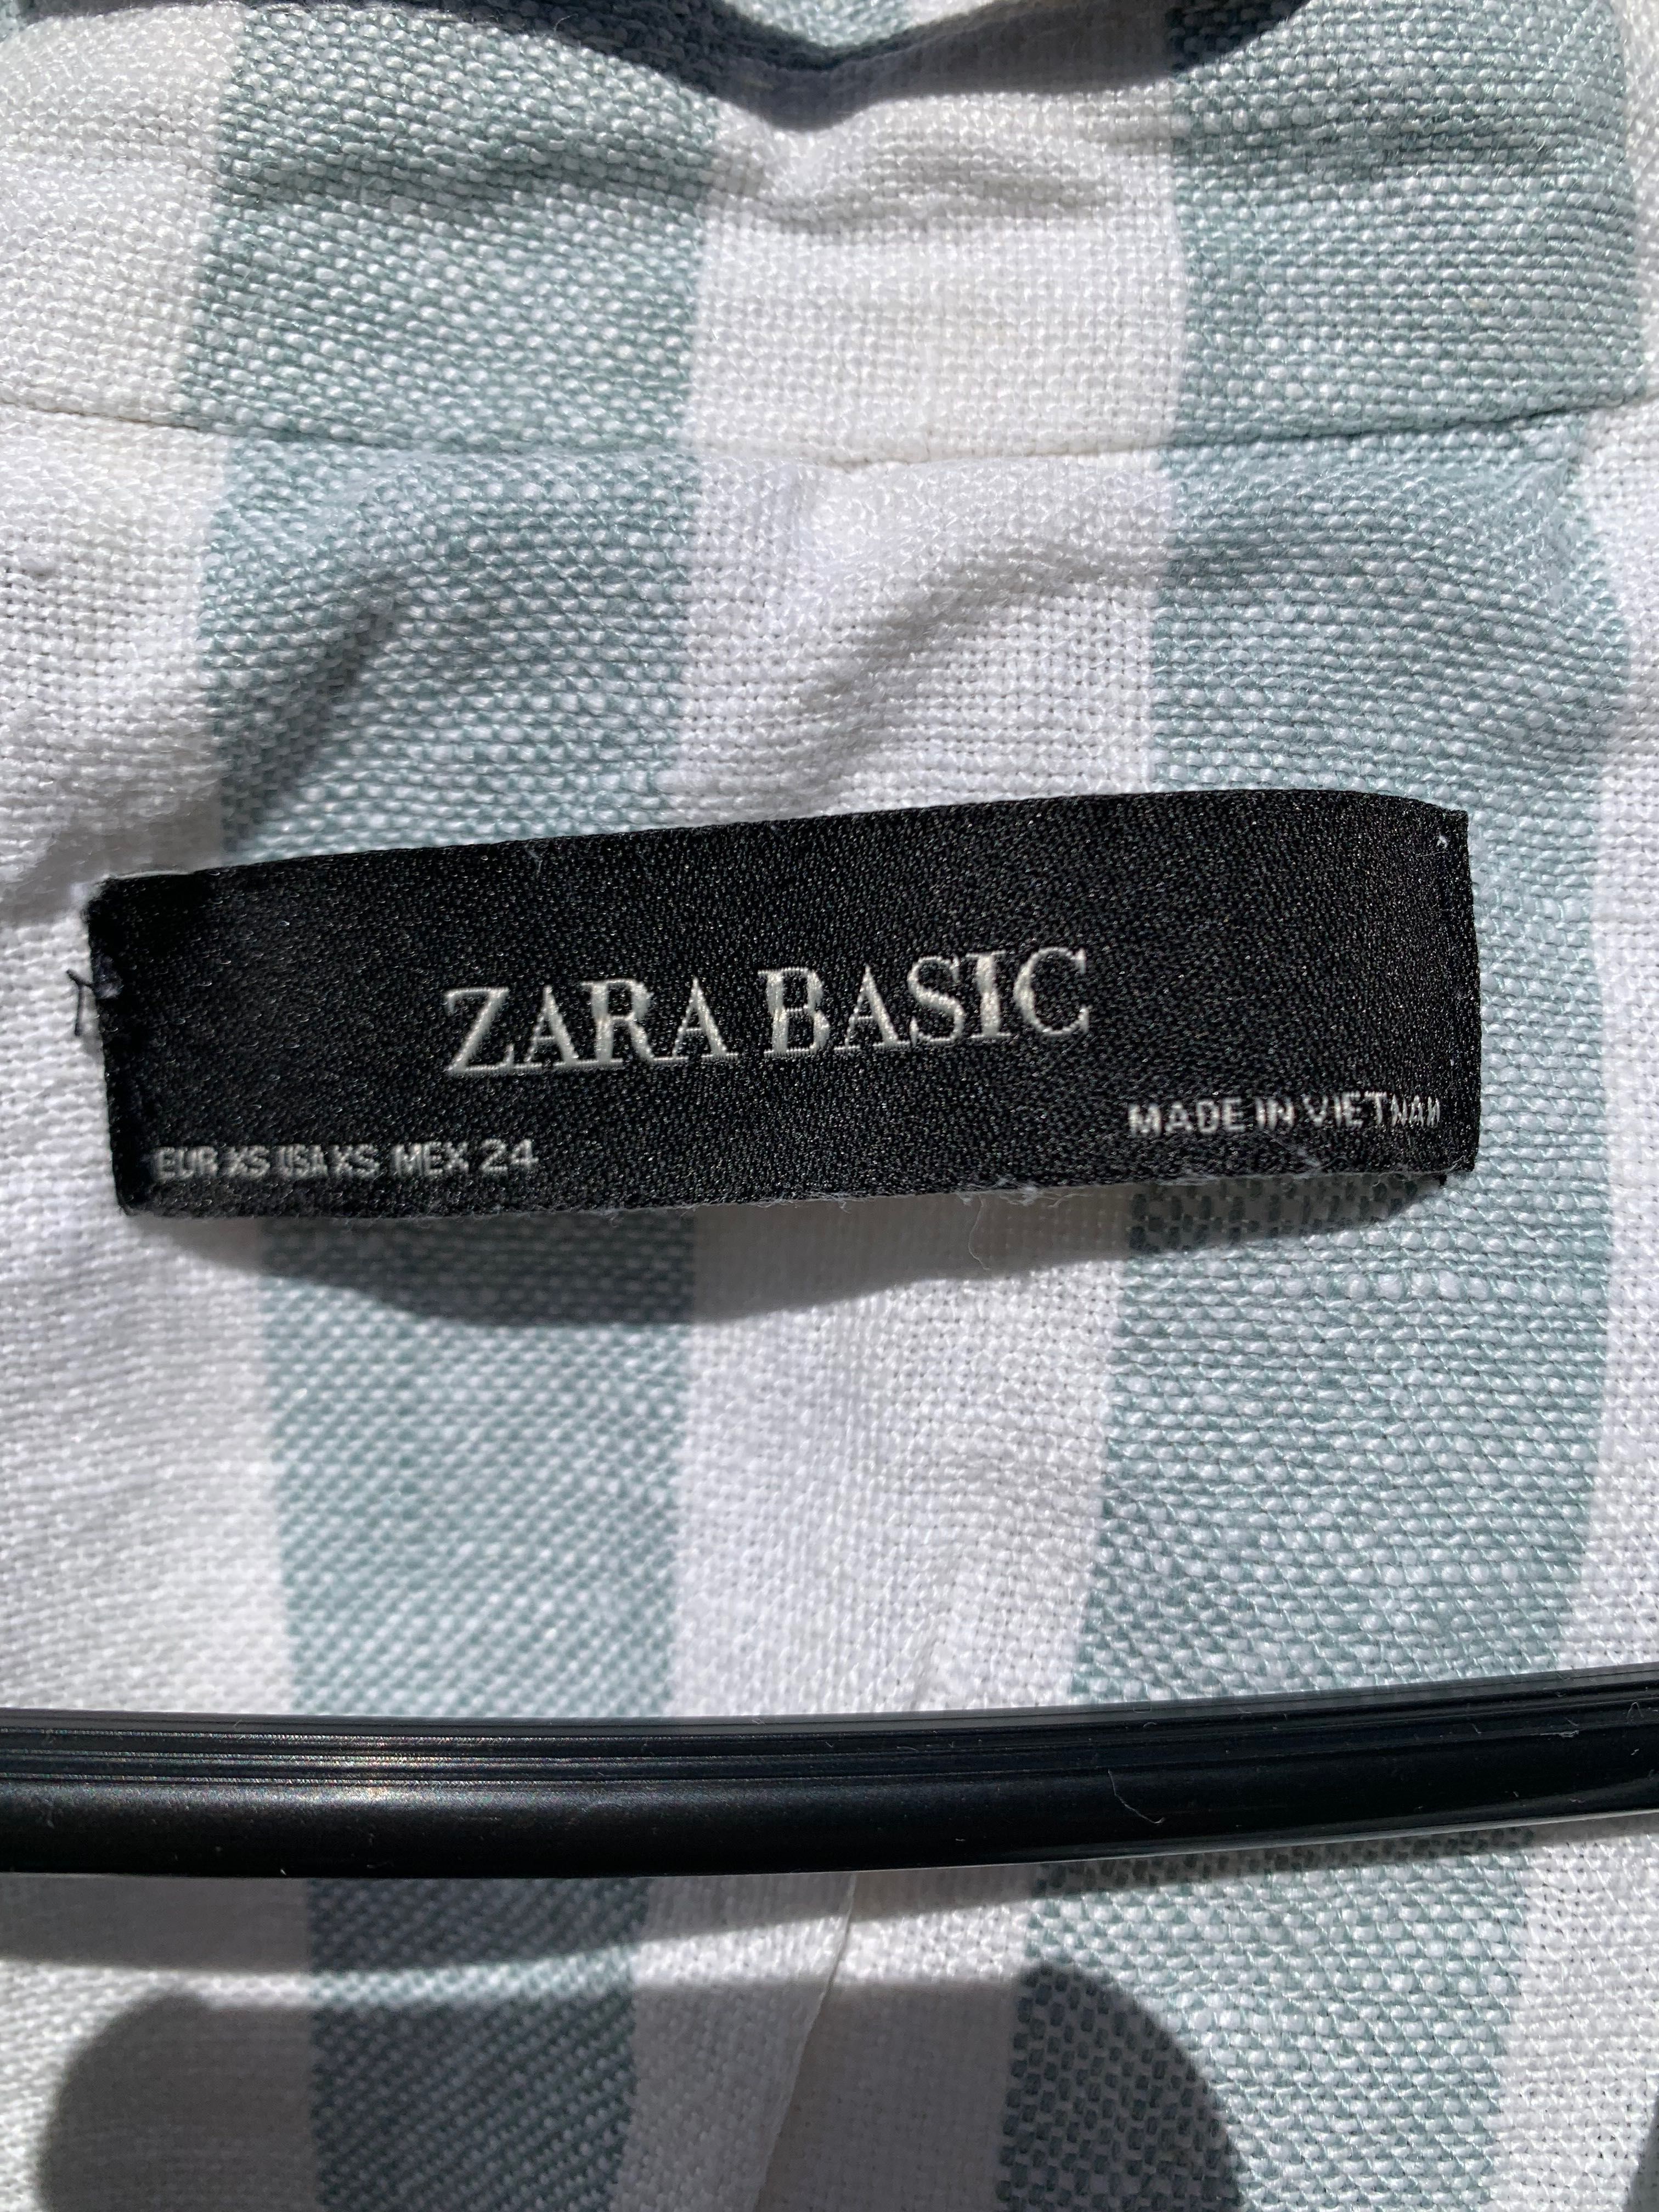 ZARA BASIC
MADE IN VIETNAM
EUR XS USA XS MEX 24